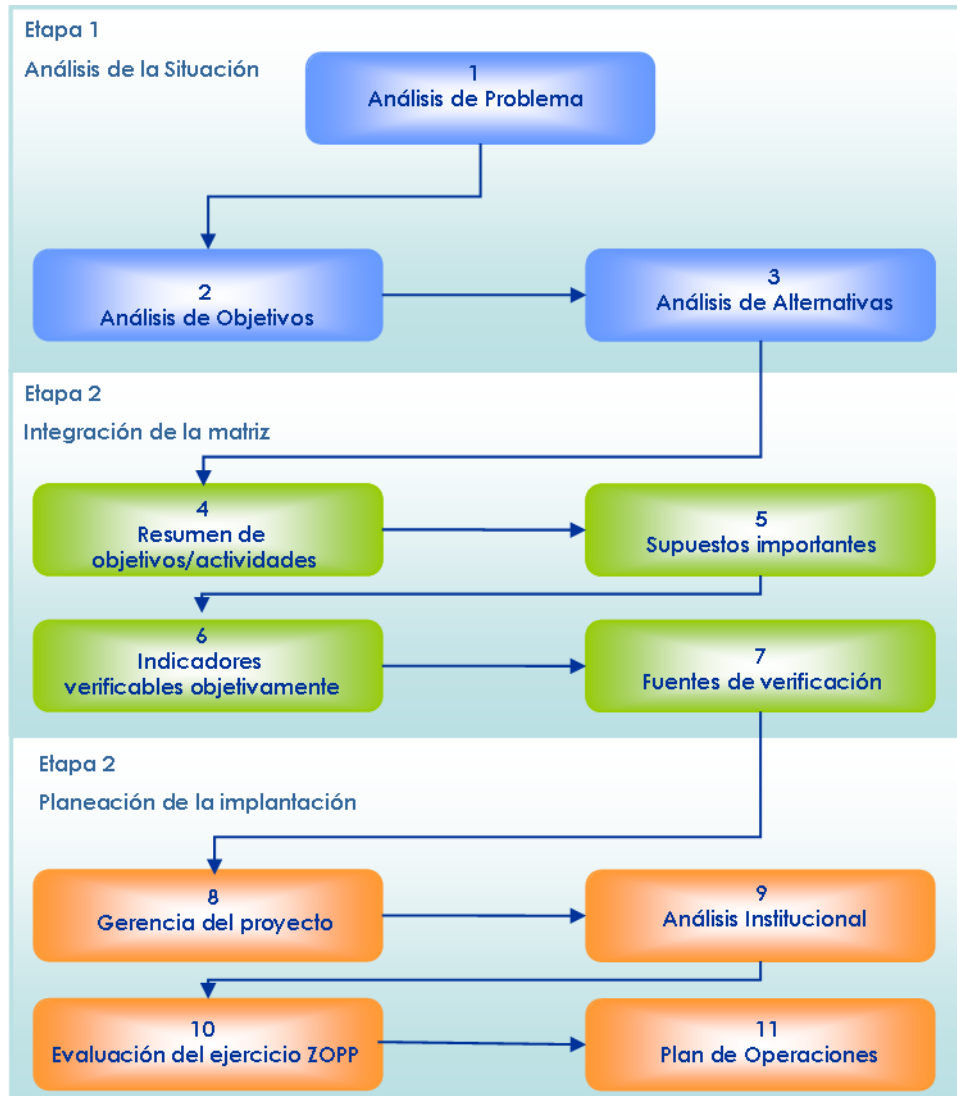 Etapa 1
Análisis de la Situación
1
Análisis de Problema
2
Análisis de Objetivos
3
Análisis de Alternativas
Etapa 2
Integración de la matriz
4
Resumen de
objetivos/actividades
5
Supuestos importantes
6
Indicadores
verificables objetivamente
7
Fuentes de verificación
Etapa 2
Planeación de la implantación
8
Gerencia del proyecto
9
Análisis Institucional
10
Evaluación del ejercicio ZOPP
11
Plan de Operaciones